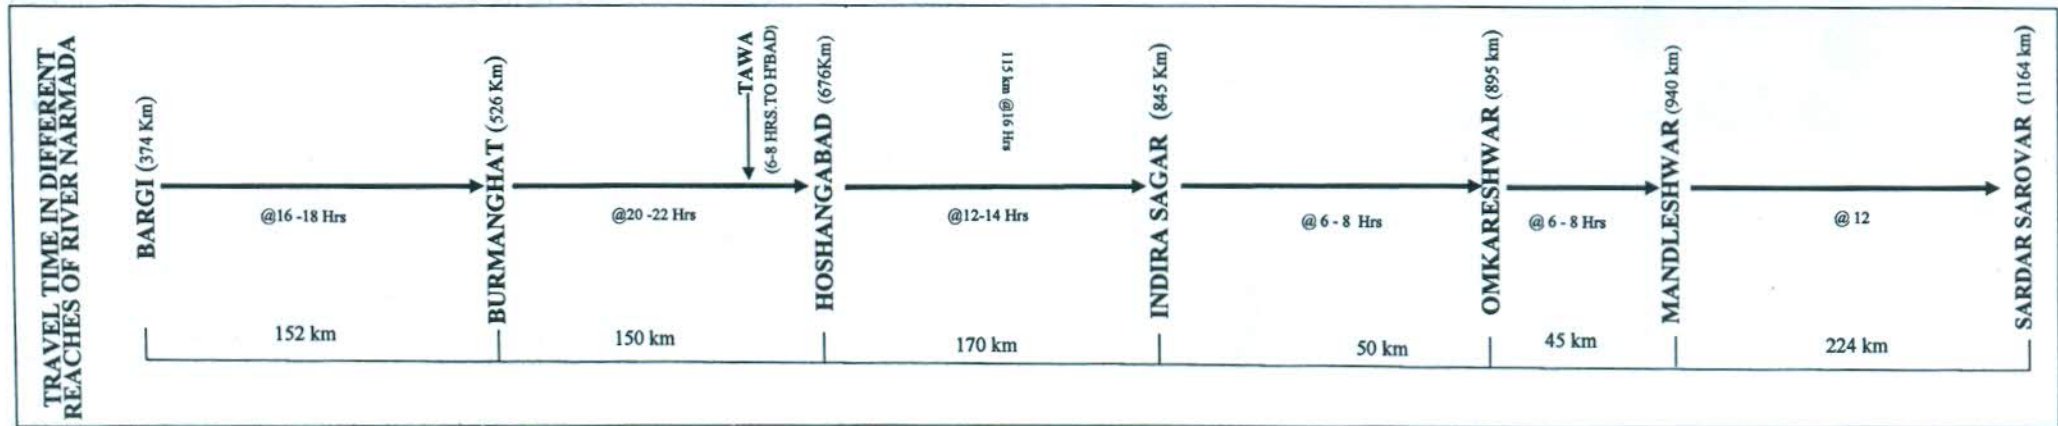 TRAVEL TIME IN DIFFERENT
REACHES OF RIVER NARMADA
BARGI (374 Km)
@16 -18 Hrs
BURMANGHAT (526 Km)
@20 -22 Hrs
TAWA
(6-8 HRS.TO H'BAD)
HOSHANGABAD (676Km)
@12-14 Hrs
115 km @16 Hrs
INDIRA SAGAR (845 Km)
@ 6 - 8 Hrs
OMKARESHWAR (895 km)
@ 6 - 8 Hrs
MANDLESHWAR (940 km)
@ 12
SARDAR SAROVAR (1164 km)
152 km
150 km
170 km
50 km
45 km
224 km